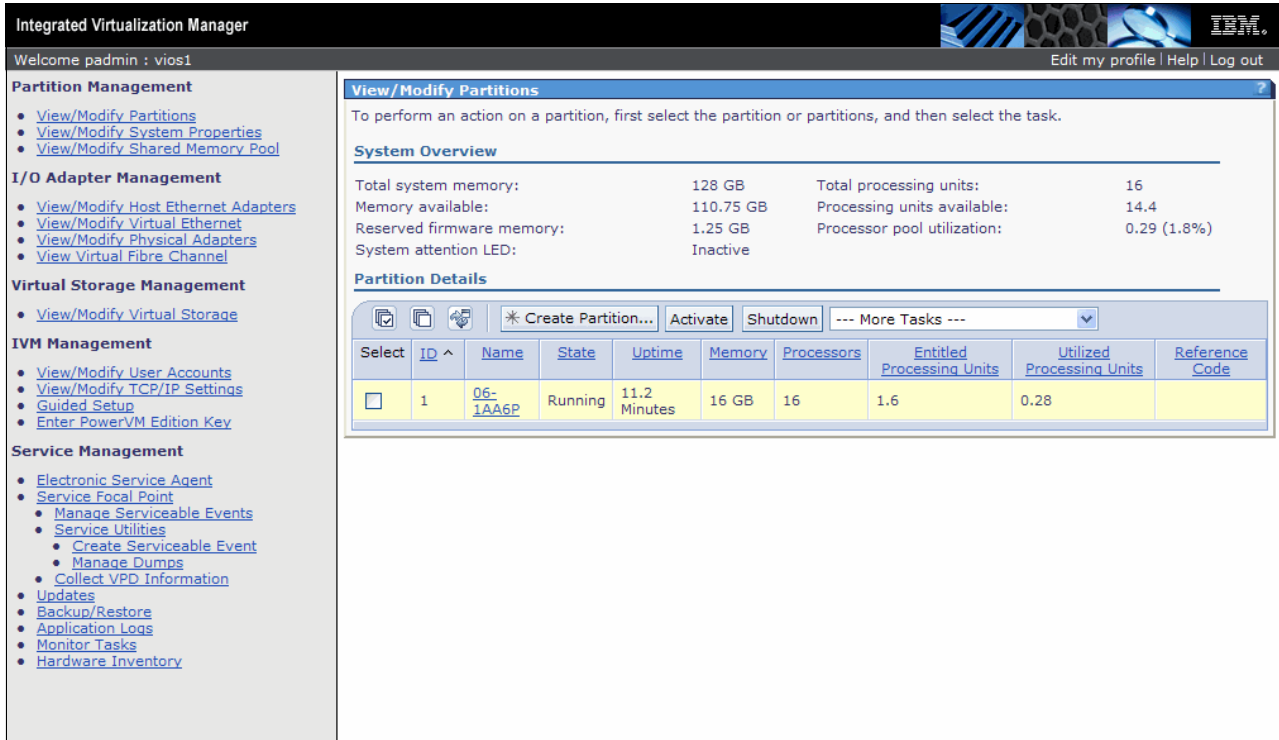 Integrated Virtualization Manager
IBM.
Welcome padmin : vios1
Edit my profile | Help | Log out
Partition Management
View/Modify Partitions
View/Modify System Properties
View/Modify Shared Memory Pool
I/O Adapter Management
View/Modify Host Ethernet Adapters
View/Modify Virtual Ethernet
View/Modify Physical Adapters
View Virtual Fibre Channel
Virtual Storage Management
View/Modify Virtual Storage
IVM Management
View/Modify User Accounts
View/Modify TCP/IP Settings
Guided Setup
Enter PowerVM Edition Key
Service Management
Electronic Service Agent
Service Focal Point
Manage Serviceable Events
Service Utilities
Create Serviceable Event
Manage Dumps
Collect VPD Information
Updates
Backup/Restore
Application Logs
Monitor Tasks
Hardware Inventory
View/Modify Partitions ?
To perform an action on a partition, first select the partition or partitions, and then select the task.
System Overview
Total system memory: 128 GB Total processing units: 16
Memory available: 110.75 GB Processing units available: 14.4
Reserved firmware memory: 1.25 GB Processor pool utilization: 0.29 (1.8%)
System attention LED: Inactive
Partition Details
Create Partition... Activate Shutdown --- More Tasks ---
Select ID ^ Name State Uptime Memory Processors Entitled Processing Units Utilized Processing Units Reference Code
1 06-1AA6P Running 11.2 Minutes 16 GB 16 1.6 0.28